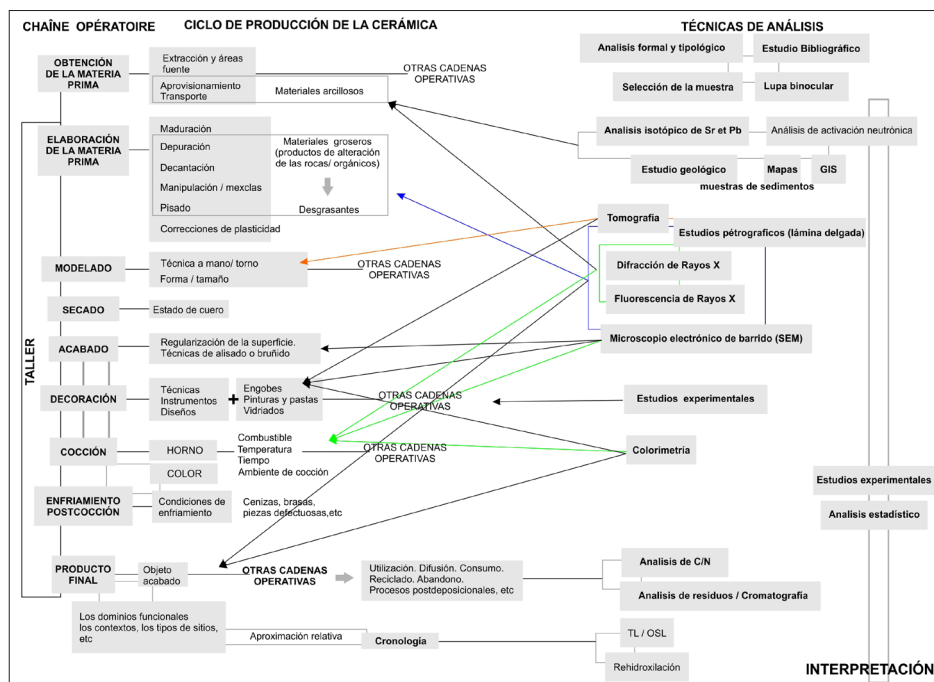 CHAÎNE OPÉRATOIRE
CICLO DE PRODUCCIÓN DE LA CERÁMICA
TÉCNICAS DE ANÁLISIS
OBTENCIÓN
DE LA MATERIA
PRIMA
Extracción y áreas
fuente
Aprovisionamiento
Transporte
Materiales arcillosos
OTRAS CADENAS
OPERATIVAS
Analisis formal y tipológico
Estudio Bibliográfico
Selección de la muestra
Lupa binocular
TALLER
ELABORACIÓN
DE LA MATERIA
PRIMA
Maduración
Depuración
Decantación
Manipulación / mexclas
Pisado
Correcciones de plasticidad
Materiales groseros
(productos de alteración
de las rocas/ orgánicos)
Desgrasantes
Analisis isotópico de Sr et Pb
Análisis de activación neutrónica
Estudio geológico
Mapas
GIS
muestras de sedimentos
MODELADO
Técnica a mano/ torno
Forma / tamaño
OTRAS CADENAS
OPERATIVAS
Tomografía
Estudios pétrograficos (lámina delgada)
Difracción de Rayos X
Fluorescencia de Rayos X
SECADO
Estado de cuero
ACABADO
Regularización de la superficie.
Técnicas de alisado o bruñido
Microscopio electrónico de barrido (SEM)
DECORACIÓN
Técnicas
Instrumentos
Diseños
+
Engobes
Pinturas y pastas
Vidriados
OTRAS CADENAS
OPERATIVAS
Estudios experimentales
COCCIÓN
HORNO
COLOR
Combustible
Temperatura
Tiempo
Ambiente de cocción
OTRAS CADENAS
OPERATIVAS
Colorimetría
ENFRIAMIENTO
POSTCOCCIÓN
Condiciones de
enfriamiento
Cenizas, brasas,
piezas defectuosas,etc
Estudios experimentales
Analisis estadístico
PRODUCTO
FINAL
Objeto
acabado
OTRAS CADENAS
OPERATIVAS
Utilización. Difusión. Consumo.
Reciclado. Abandono.
Procesos postdeposicionales, etc
Analisis de C/N
Analisis de residuos / Cromatografía
Los dominios funcionales
los contextos, los tipos de sitios,
etc
Aproximación relativa
Cronología
TL / OSL
Rehidroxilación
INTERPRETACIÓN